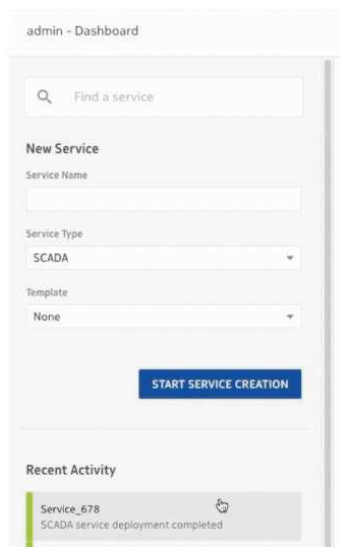 admin - Dashboard
Find a service
New Service
Service Name
Service Type
SCADA
Template
None
START SERVICE CREATION
Recent Activity
Service_678
SCADA service deployment completed